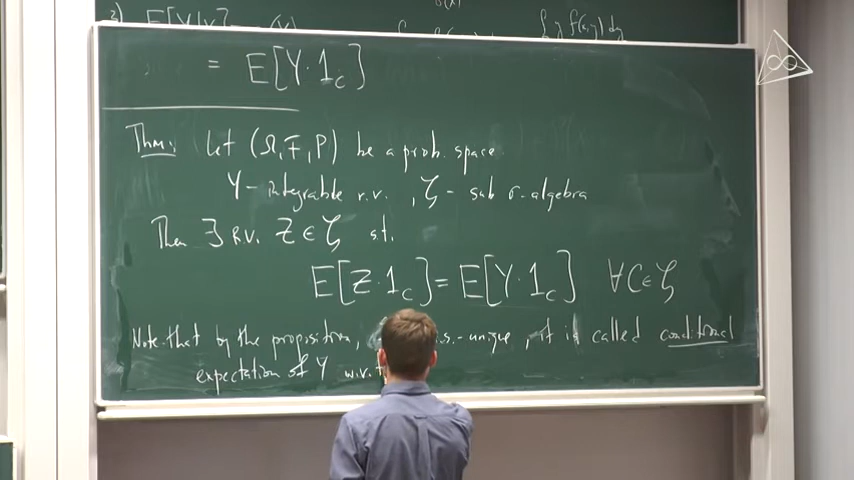 2) E[Y|V]
= E[Y·1_C]
Thm: Let (Ω, F, P) be a prob. space.
Y - integrable r.v., ζ - sub σ-algebra
Then ∃ R.V. Z ∈ ζ s.t.
E[Z·1_C] = E[Y·1_C] ∀C∈ζ
Note that by the proposition, a.s.-unique, it is called conditional
expectation of Y w.r.t